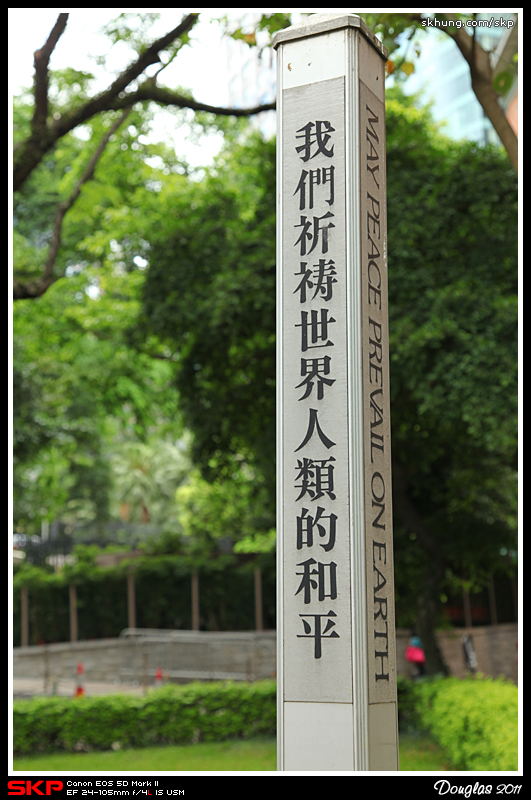 skhung.com/skp
我們祈祷世界人類的和平
MAY PEACE PREVAIL ON EARTH
SKP
Canon EOS 5D Mark II
EF 24-105mm f/4L IS USM
Douglas 2011